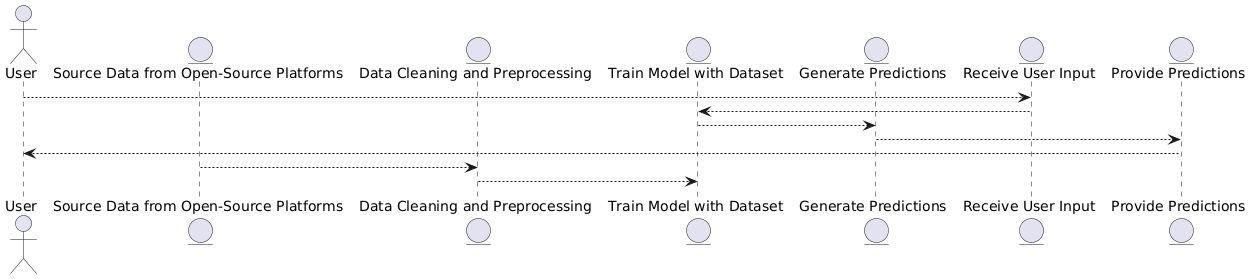 User Source Data from Open-Source Platforms Data Cleaning and Preprocessing Train Model with Dataset Generate Predictions Receive User Input Provide Predictions
User Source Data from Open-Source Platforms Data Cleaning and Preprocessing Train Model with Dataset Generate Predictions Receive User Input Provide Predictions